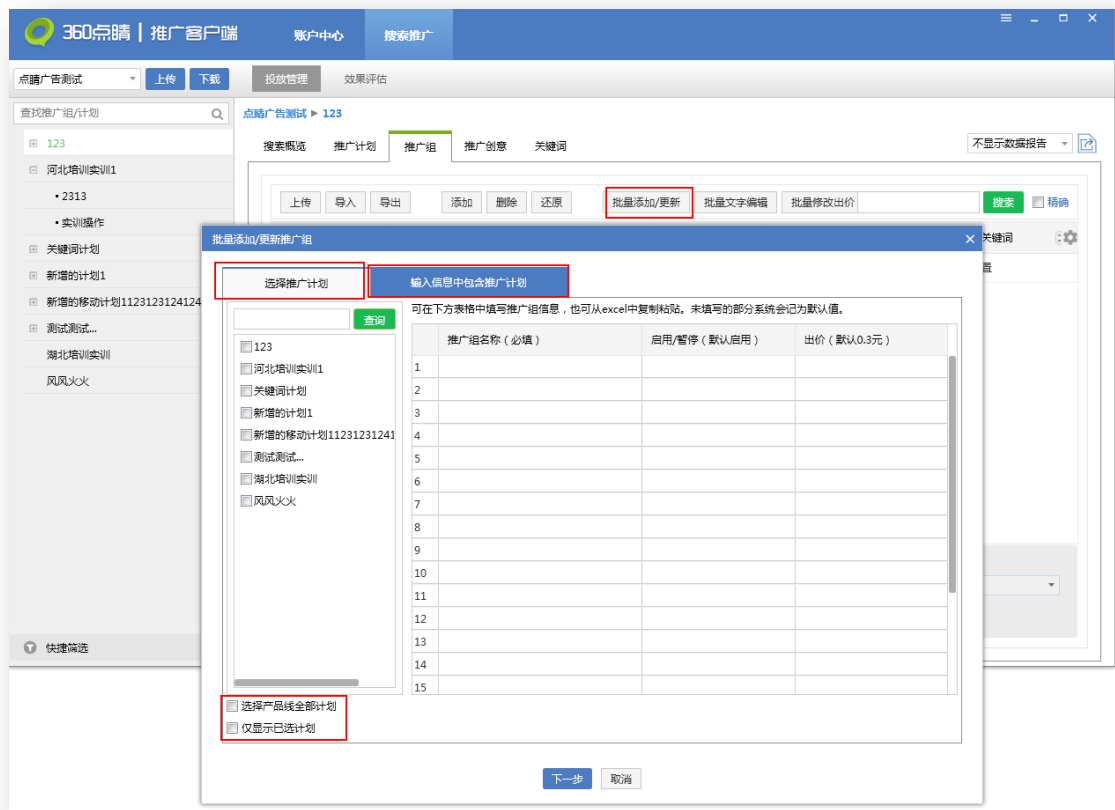 360点睛 | 推广客户端 账户中心 搜索推广
点睛广告测试 上传 下载 投放管理 效果评估
查找推广组/计划 点睛广告测试 ▶ 123
123 搜索概览 推广计划 推广组 推广创意 关键词 不显示数据报告
河北培训实训1
2313 上传 导入 导出 添加 删除 还原 批量添加/更新 批量文字编辑 批量修改出价 搜索 精确
实训操作
关键词计划
新增的计划1
新增的移动计划1123123124124
测试测试...
湖北培训实训
风风火火
快捷筛选
关键词
置
批量添加/更新推广组
选择推广计划 输入信息中包含推广计划
查询 可在下方表格中填写推广组信息，也可从excel中复制粘贴。未填写的部分系统会记为默认值。
推广组名称（必填） 启用/暂停（默认启用） 出价（默认0.3元）
123
河北培训实训1
关键词计划
新增的计划1
新增的移动计划11231231241
测试测试...
湖北培训实训
风风火火
1
2
3
4
5
6
7
8
9
10
11
12
13
14
15
选择产品线全部计划
仅显示已选计划
下一步 取消